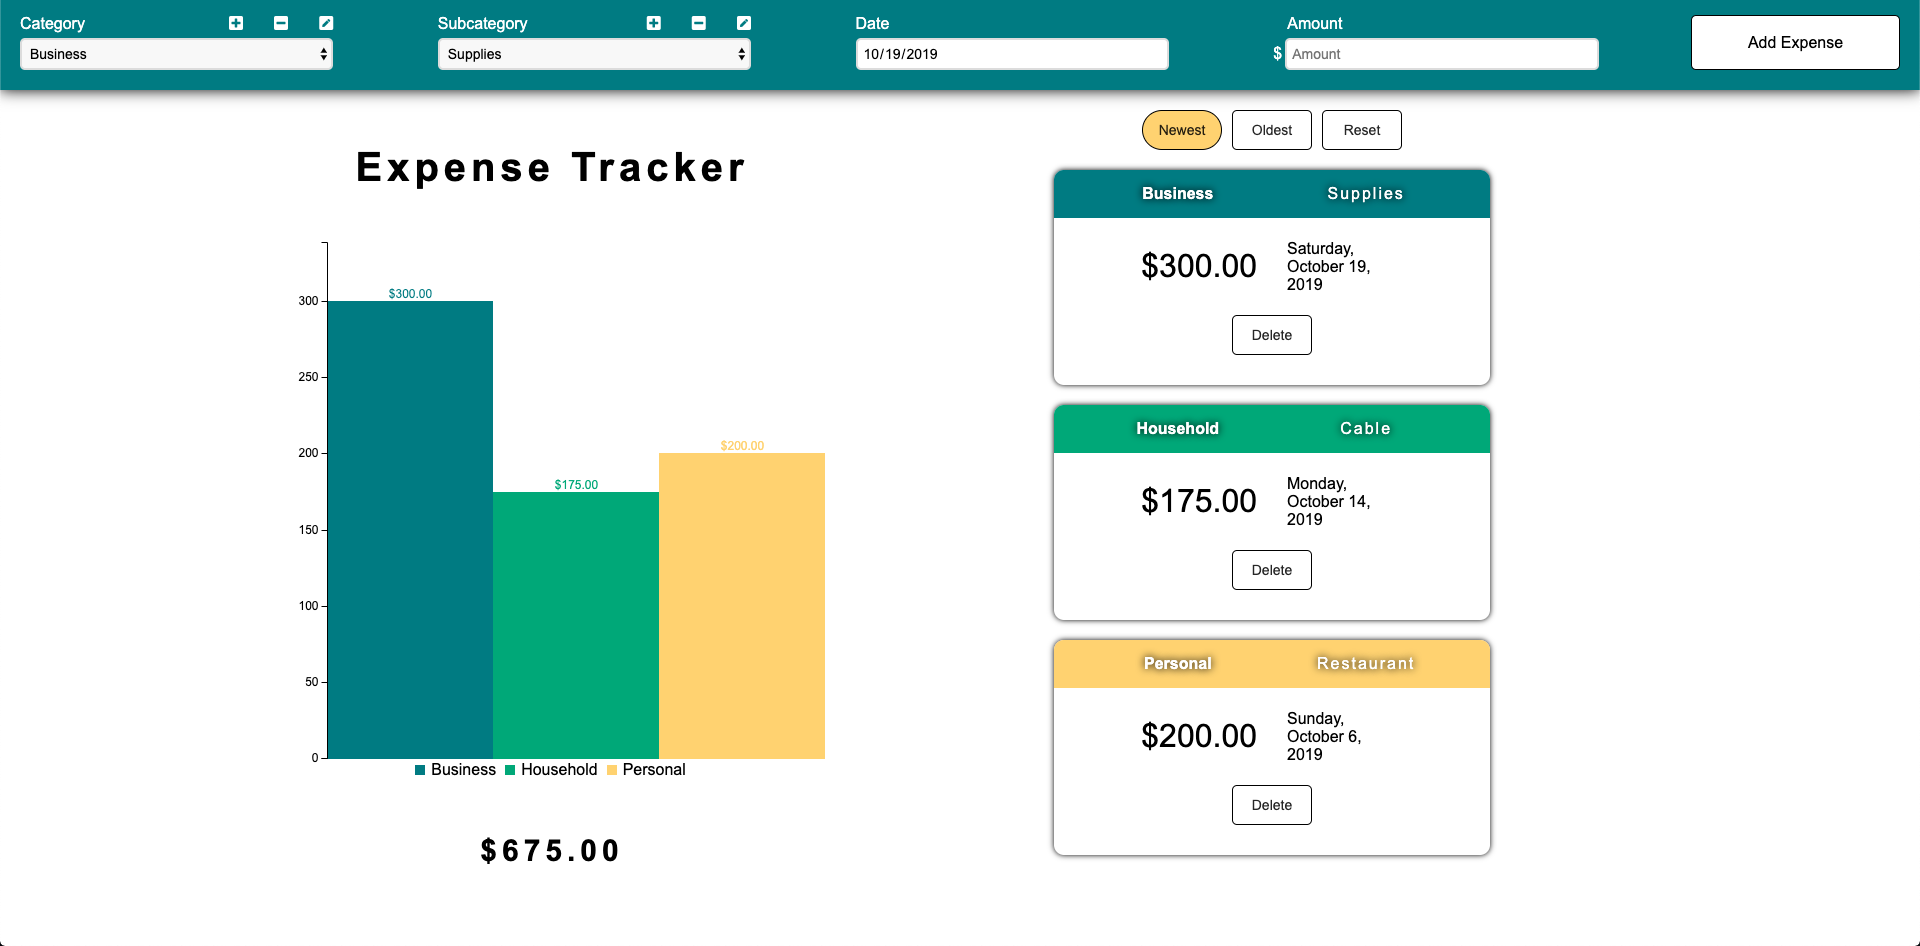 Category
Business
Subcategory
Supplies
Date
10/19/2019
Amount
$ Amount
Add Expense
Expense Tracker
300
250
200
150
100
50
0
$300.00
$175.00
$200.00
Business Household Personal
$675.00
Newest Oldest Reset
Business Supplies
$300.00
Saturday,
October 19,
2019
Delete
Household Cable
$175.00
Monday,
October 14,
2019
Delete
Personal Restaurant
$200.00
Sunday,
October 6,
2019
Delete